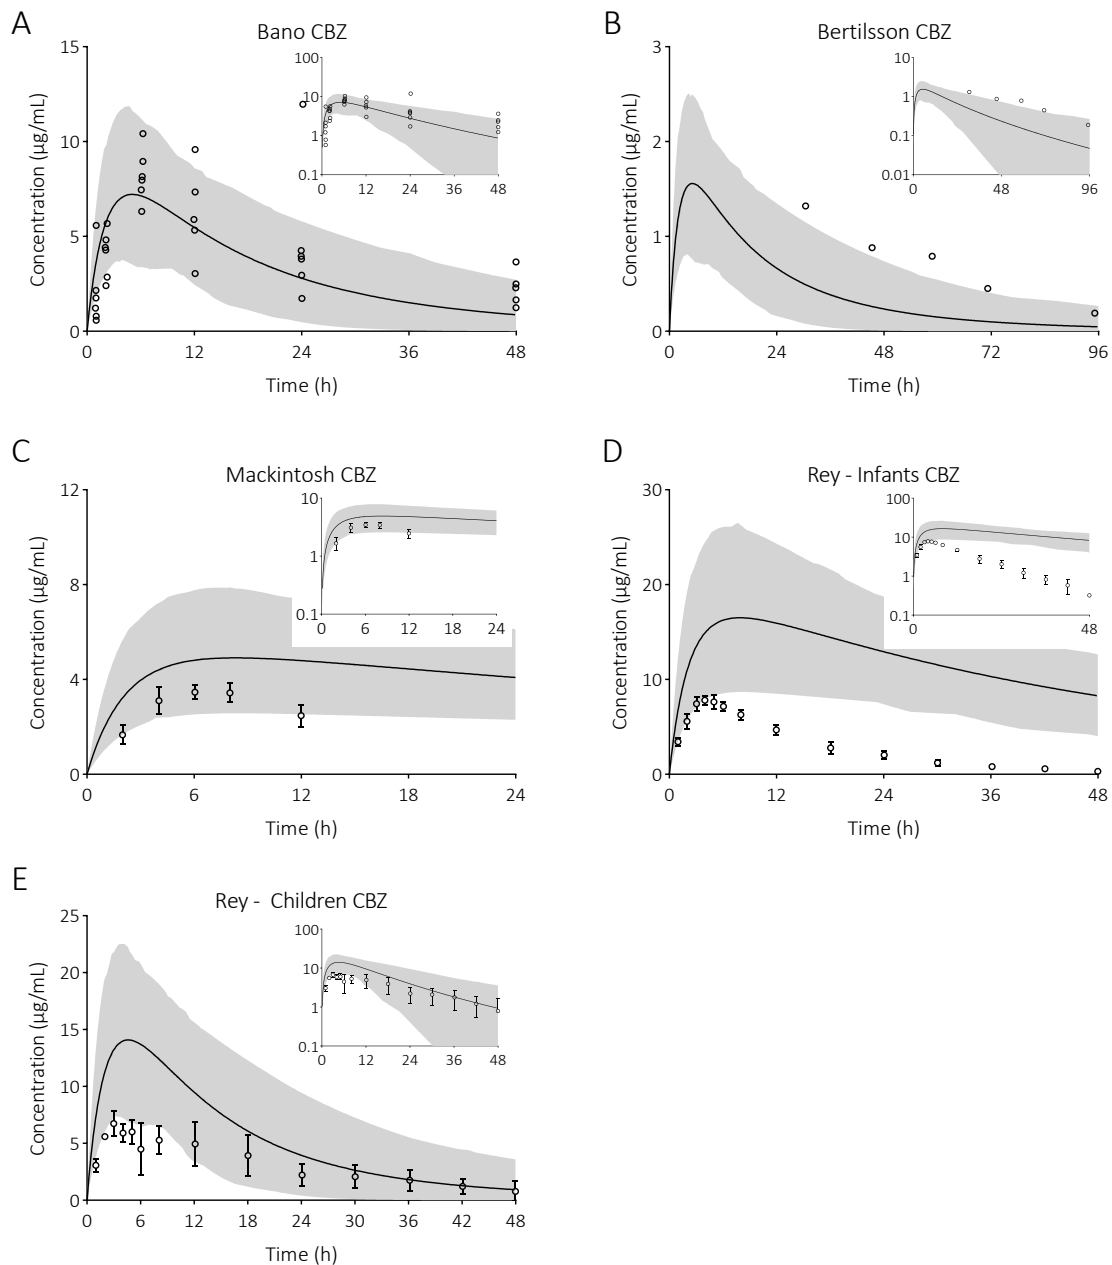 A
Bano CBZ
15
10
5
0
Concentration (µg/mL)
0 12 24 36 48
Time (h)
100
10
1
0.1
0 12 24 36 48
B
Bertilsson CBZ
3
2
1
0
Concentration (µg/mL)
0 24 48 72 96
Time (h)
10
1
0.1
0.01
0 48 96
C
Mackintosh CBZ
12
8
4
0
Concentration (µg/mL)
0 6 12 18 24
Time (h)
10
1
0.1
0 6 12 18 24
D
Rey - Infants CBZ
30
20
10
0
Concentration (µg/mL)
0 12 24 36 48
Time (h)
100
10
1
0.1
0 48
E
Rey - Children CBZ
25
20
15
10
5
0
Concentration (µg/mL)
0 6 12 18 24 30 36 42 48
Time (h)
100
10
1
0.1
0 12 24 36 48